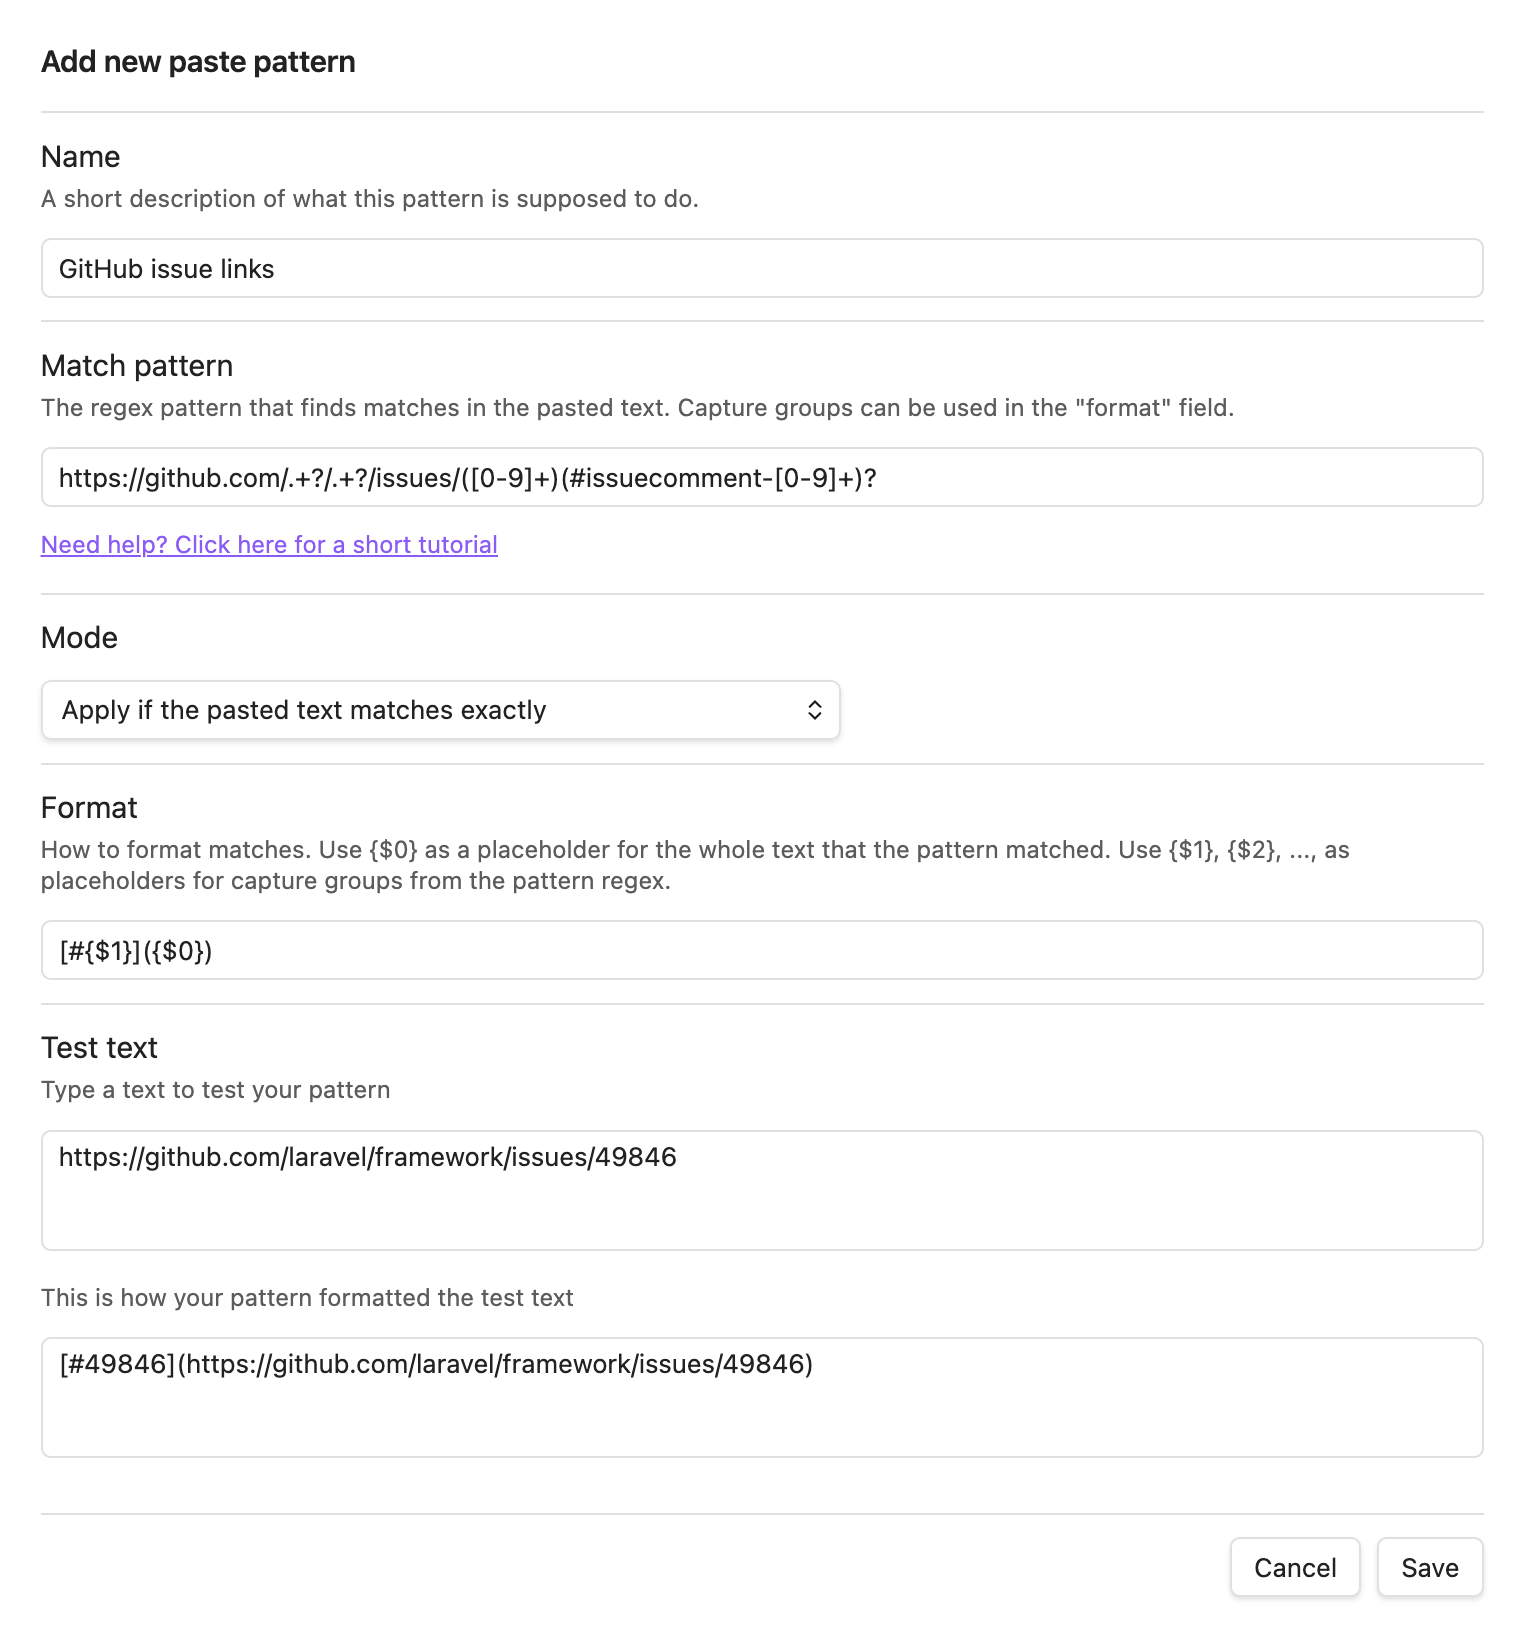 Add new paste pattern
Name
A short description of what this pattern is supposed to do.
GitHub issue links
Match pattern
The regex pattern that finds matches in the pasted text. Capture groups can be used in the "format" field.
https://github.com/.+?/.+?/issues/([0-9]+)(#issuecomment-[0-9]+)?
Need help? Click here for a short tutorial
Mode
Apply if the pasted text matches exactly
Format
How to format matches. Use {$0} as a placeholder for the whole text that the pattern matched. Use {$1}, {$2}, ..., as
placeholders for capture groups from the pattern regex.
[#{$1}]({$0})
Test text
Type a text to test your pattern
https://github.com/laravel/framework/issues/49846
This is how your pattern formatted the test text
[#49846](https://github.com/laravel/framework/issues/49846)
Cancel Save